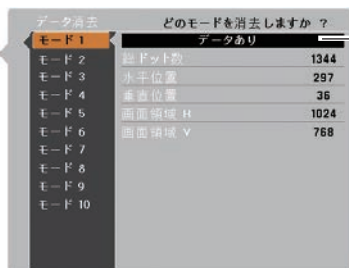 データ消去
どのモードを消去しますか ?
モード 1
データあり
モード 2
総ドット数 1344
モード 3
水平位置 297
モード 4
垂直位置 36
モード 5
画面領域 H 1024
モード 6
画面領域 V 768
モード 7
モード 8
モード 9
モード 10